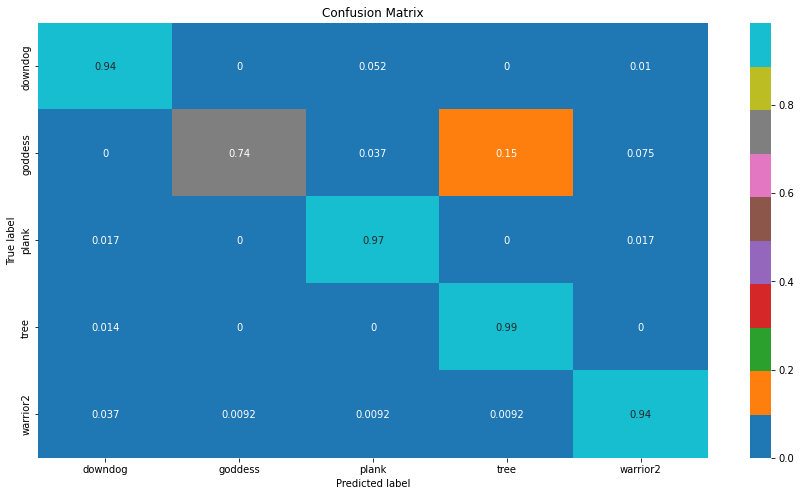 Confusion Matrix
downdog 0.94 0 0.052 0 0.01
goddess 0 0.74 0.037 0.15 0.075
plank 0.017 0 0.97 0 0.017
tree 0.014 0 0 0.99 0
warrior2 0.037 0.0092 0.0092 0.0092 0.94
True label
downdog goddess plank tree warrior2
Predicted label
0.8
0.6
0.4
0.2
0.0